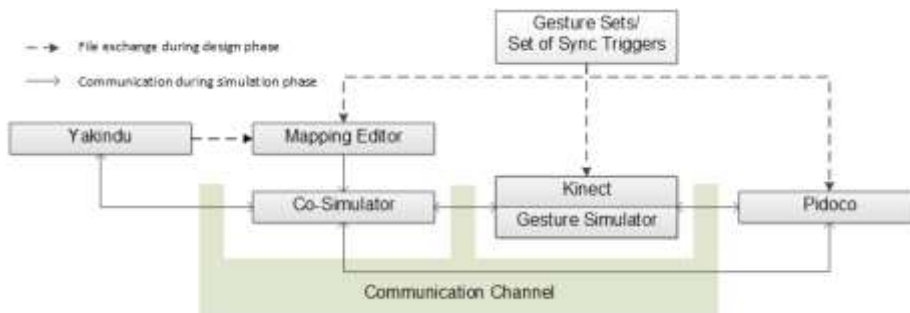 Gesture Sets/
Set of Sync Triggers
File exchange during design phase
Communication during simulation phase
Yakindu
Mapping Editor
Co-Simulator
Kinect
Gesture Simulator
Pidoco
Communication Channel